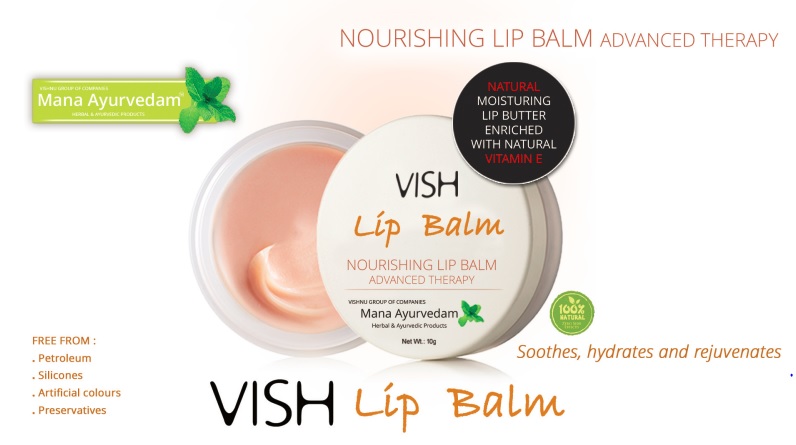 NOURISHING LIP BALM ADVANCED THERAPY
VISHNU GROUP OF COMPANIES
Mana Ayurvedam
HERBAL & AYURVEDIC PRODUCTS
NATURAL
MOISTURING
LIP BUTTER
ENRICHED
WITH NATURAL
VITAMIN E
VISH
Lip Balm
NOURISHING LIP BALM
ADVANCED THERAPY
VISHNU GROUP OF COMPANIES
Mana Ayurvedam
Herbal & Ayurvedic Products
Net Wt.: 10g
100%
NATURAL
Soothes, hydrates and rejuvenates
FREE FROM :
. Petroleum
. Silicones
. Artificial colours
. Preservatives
VISH Lip Balm